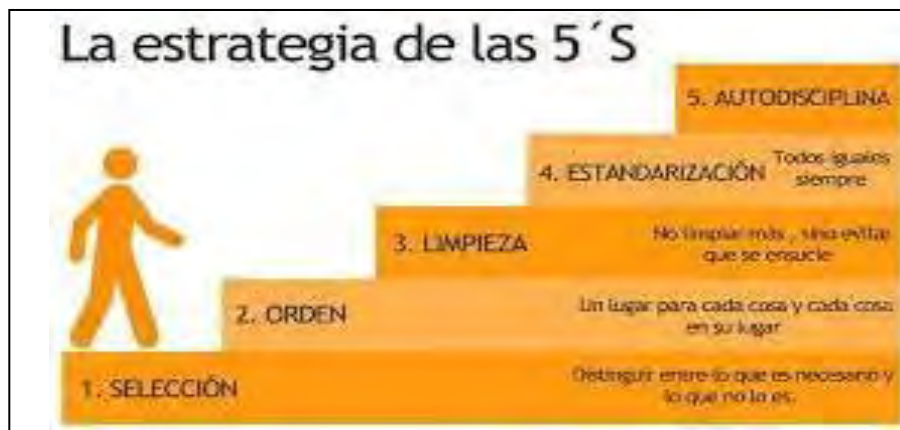 La estrategia de las 5´S
5. AUTODISCIPLINA
4. ESTANDARIZACIÓN
Todos iguales
siempre
3. LIMPIEZA
No limpiar más , sino evitar
que se ensucie
2. ORDEN
Un lugar para cada cosa y cada cosa
en su lugar
1. SELECCIÓN
Distinguir entre lo que es necesario y
lo que no lo es.